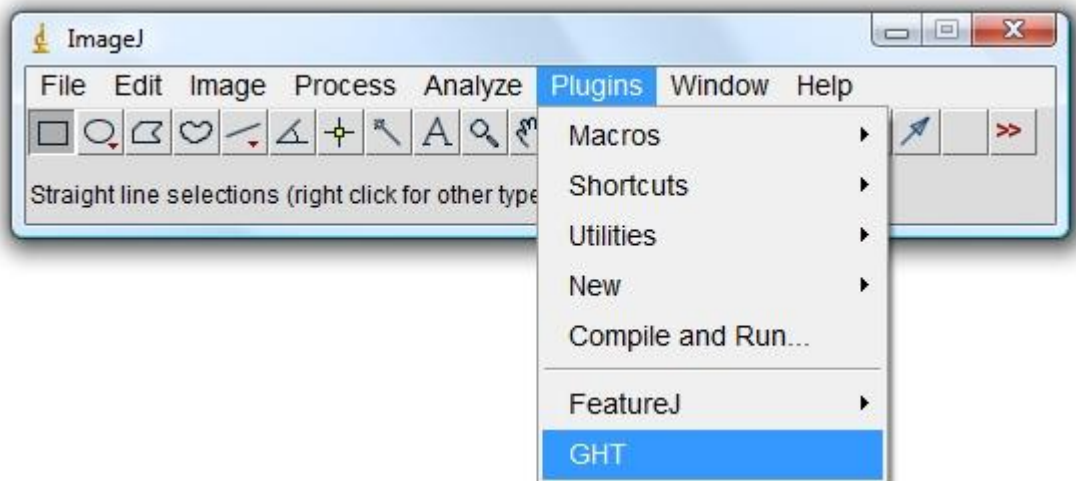 ImageJ
File Edit Image Process Analyze Plugins Window Help
A >>
Straight line selections (right click for other type
Macros
Shortcuts
Utilities
New
Compile and Run...
FeatureJ
GHT